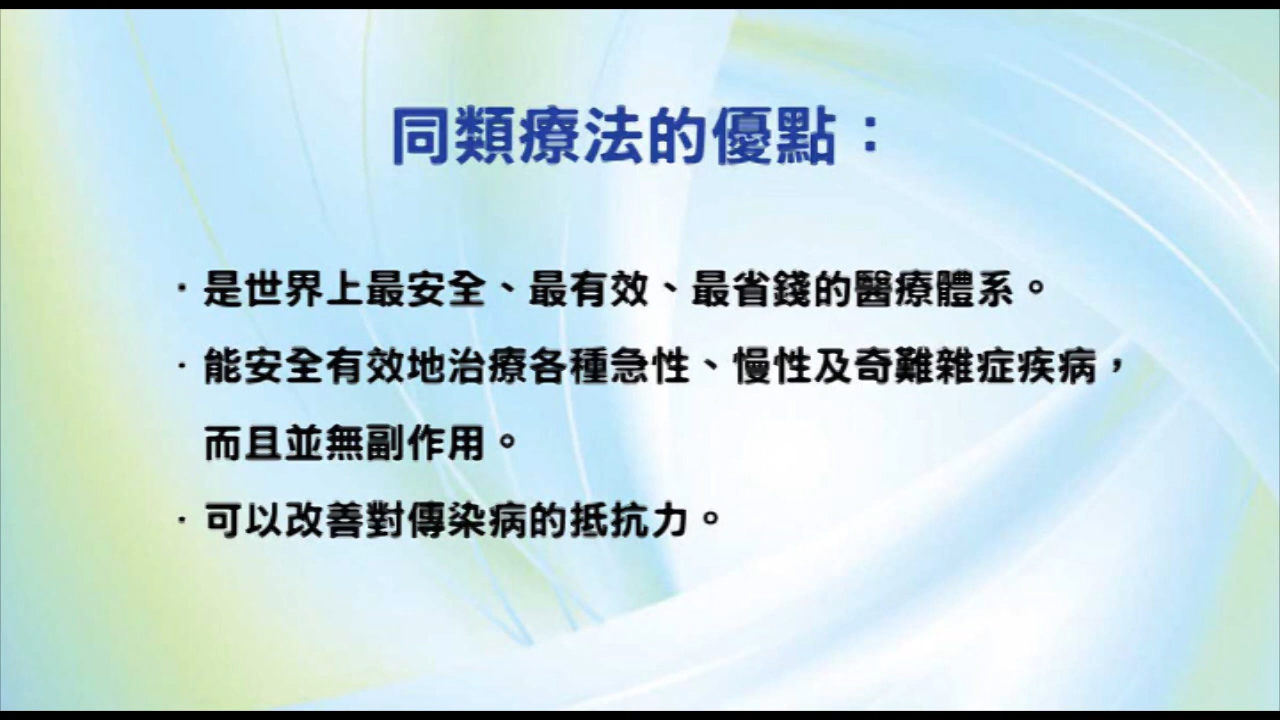 同類療法的優點：
·是世界上最安全、最有效、最省錢的醫療體系。
·能安全有效地治療各種急性、慢性及奇難雜症疾病，
而且並無副作用。
·可以改善對傳染病的抵抗力。